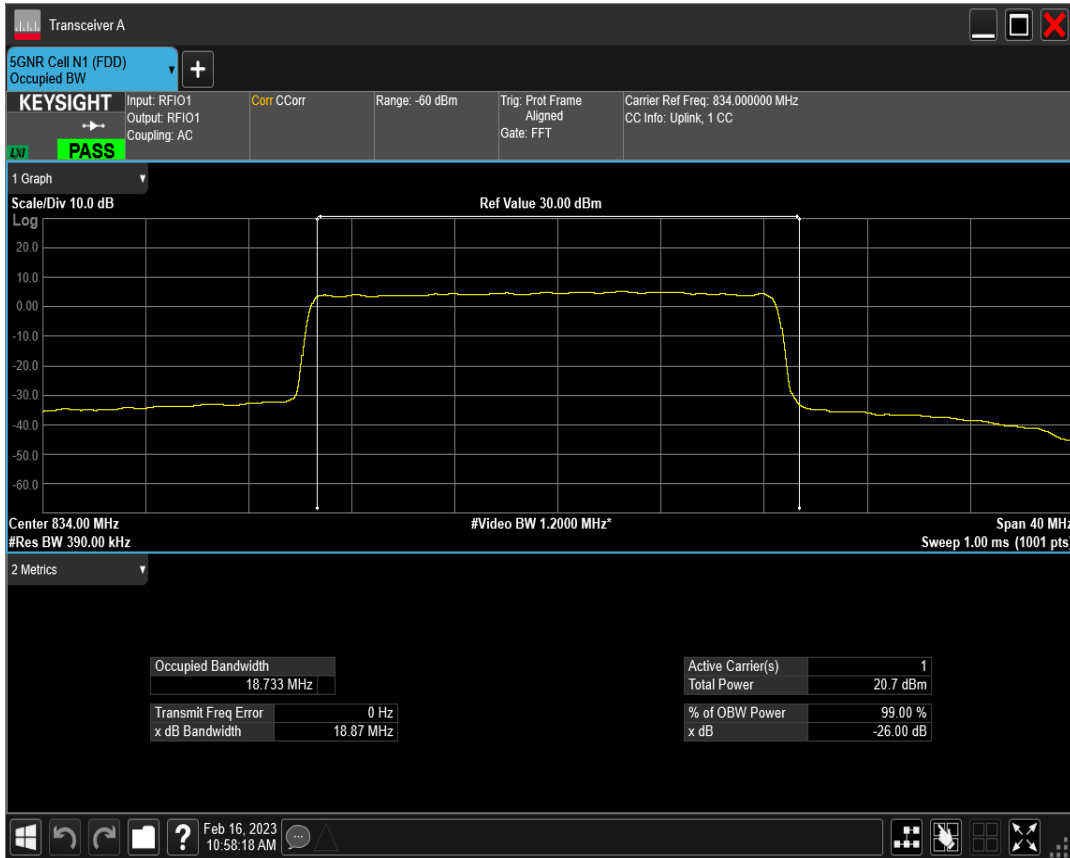 Transceiver A
5GNR Cell N1 (FDD)
Occupied BW
+
KEYSIGHT
LXI
PASS
Input: RFIO1
Output: RFIO1
Coupling: AC
Corr CCorr
Range: -60 dBm
Trig: Prot Frame
Aligned
Gate: FFT
Carrier Ref Freq: 834.000000 MHz
CC Info: Uplink, 1 CC
1 Graph
Scale/Div 10.0 dB
Ref Value 30.00 dBm
Log
20.0
10.0
0.00
-10.0
-20.0
-30.0
-40.0
-50.0
-60.0
Center 834.00 MHz
#Video BW 1.2000 MHz*
Span 40 MHz
#Res BW 390.00 kHz
Sweep 1.00 ms (1001 pts)
2 Metrics
Occupied Bandwidth
18.733 MHz
Transmit Freq Error 0 Hz
x dB Bandwidth 18.87 MHz
Active Carrier(s) 1
Total Power 20.7 dBm
% of OBW Power 99.00 %
x dB -26.00 dB
?
Feb 16, 2023
10:58:18 AM